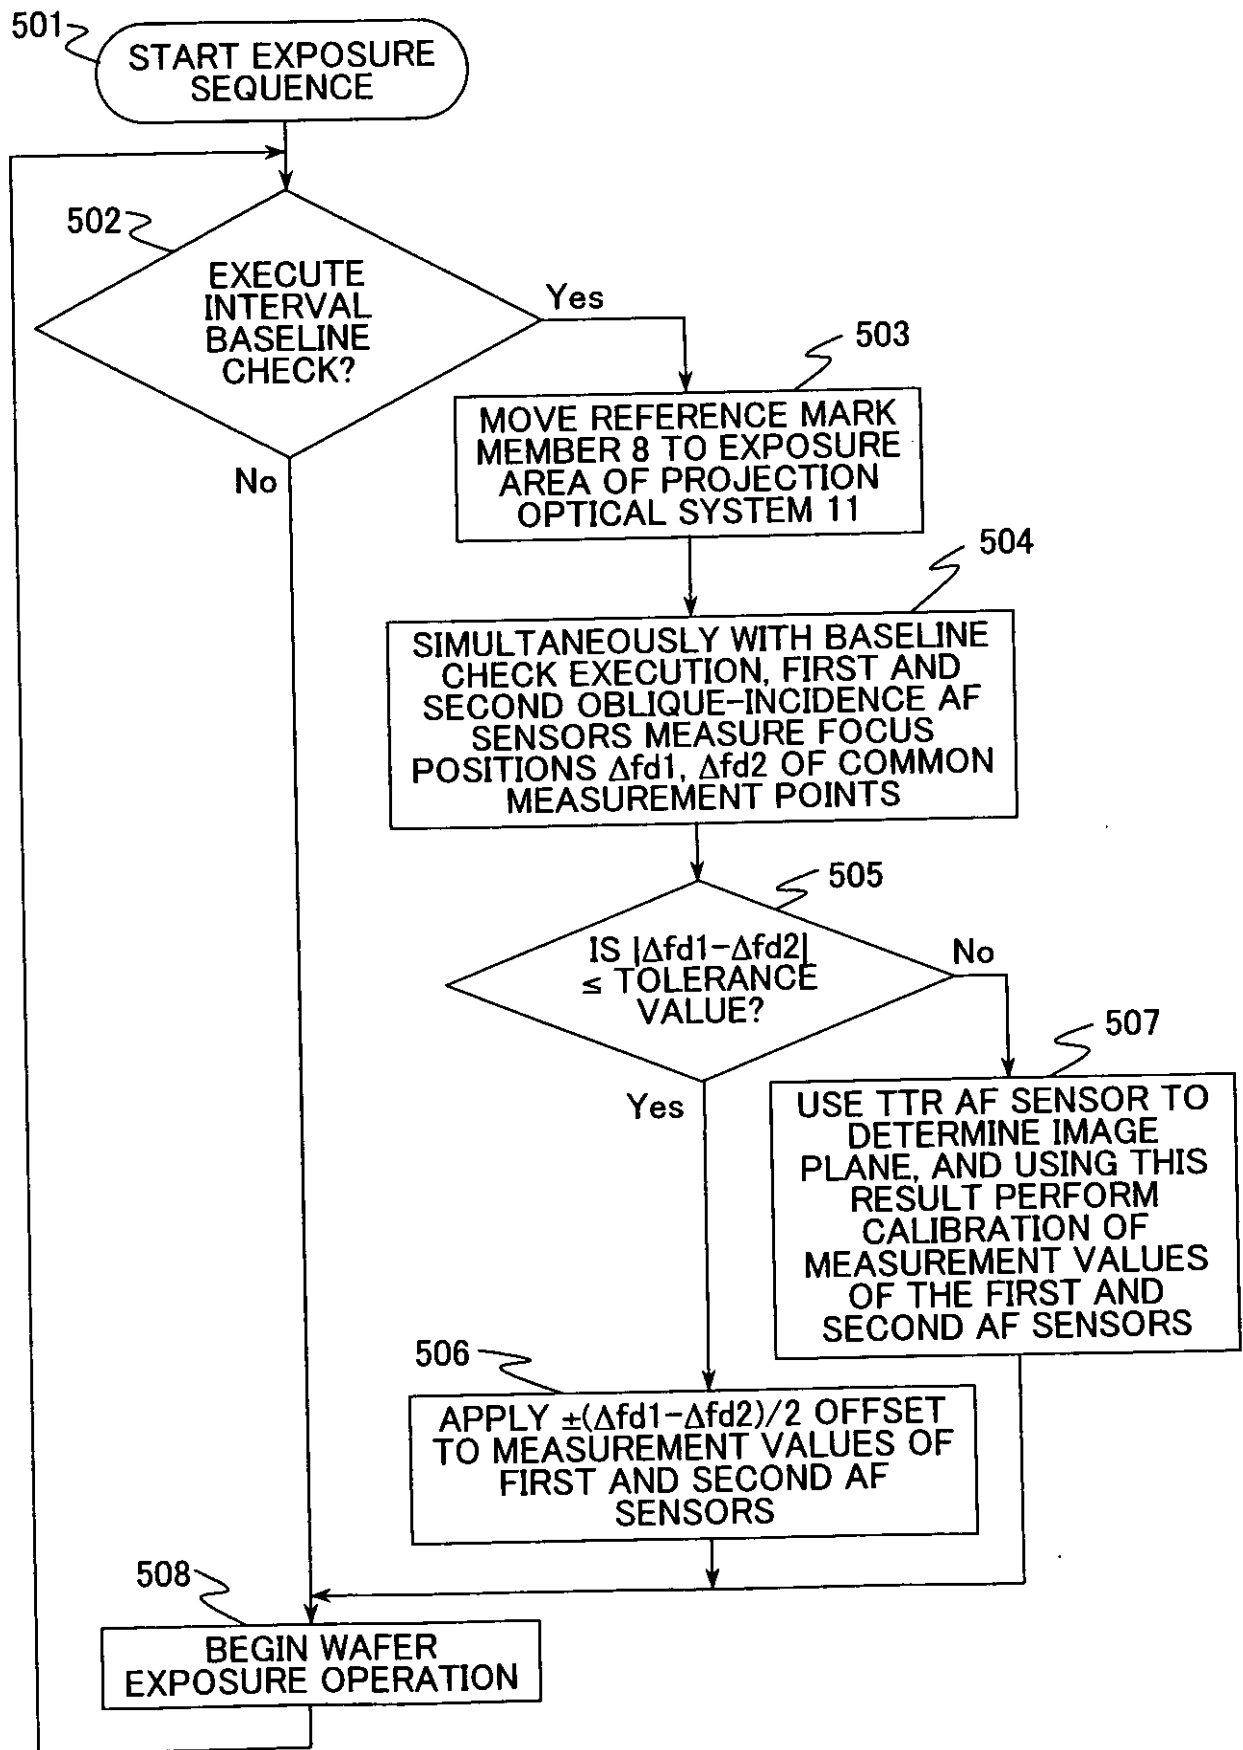 501
START EXPOSURE
SEQUENCE
502
EXECUTE
INTERVAL
BASELINE
CHECK?
Yes
No
503
MOVE REFERENCE MARK
MEMBER 8 TO EXPOSURE
AREA OF PROJECTION
OPTICAL SYSTEM 11
504
SIMULTANEOUSLY WITH BASELINE
CHECK EXECUTION, FIRST AND
SECOND OBLIQUE-INCIDENCE AF
SENSORS MEASURE FOCUS
POSITIONS Δfd1, Δfd2 OF COMMON
MEASUREMENT POINTS
505
IS |Δfd1-Δfd2|
≤ TOLERANCE
VALUE?
No
Yes
507
USE TTR AF SENSOR TO
DETERMINE IMAGE
PLANE, AND USING THIS
RESULT PERFORM
CALIBRATION OF
MEASUREMENT VALUES
OF THE FIRST AND
SECOND AF SENSORS
506
APPLY ±(Δfd1-Δfd2)/2 OFFSET
TO MEASUREMENT VALUES OF
FIRST AND SECOND AF
SENSORS
508
BEGIN WAFER
EXPOSURE OPERATION